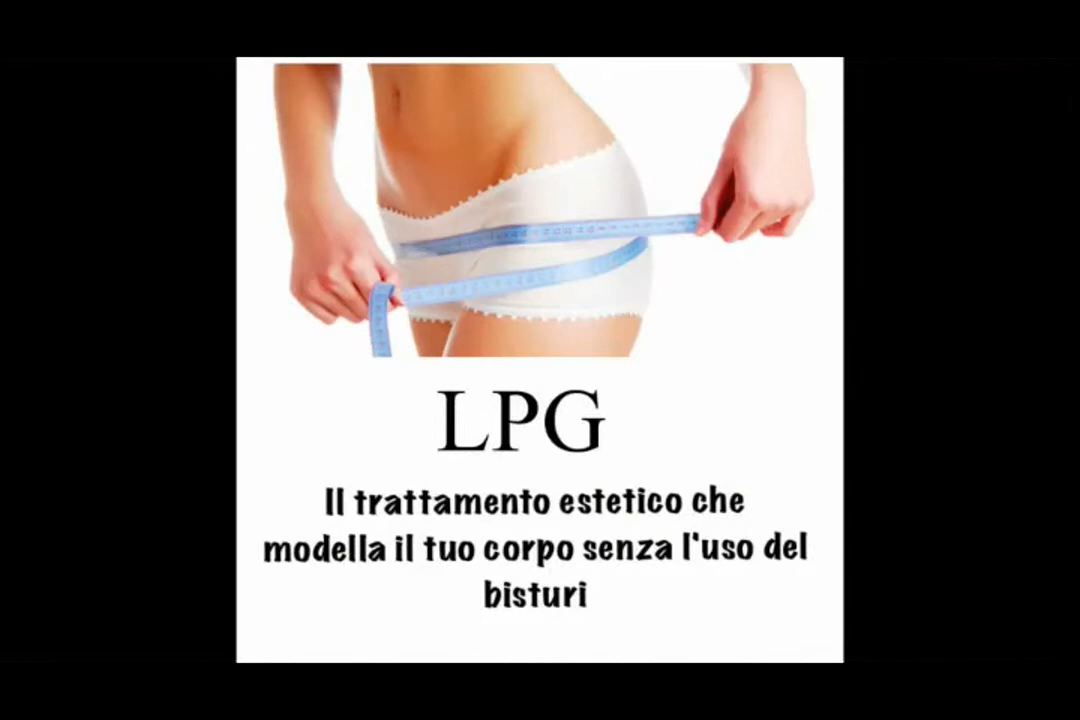 LPG
Il trattamento estetico che
modella il tuo corpo senza l'uso del
bisturi